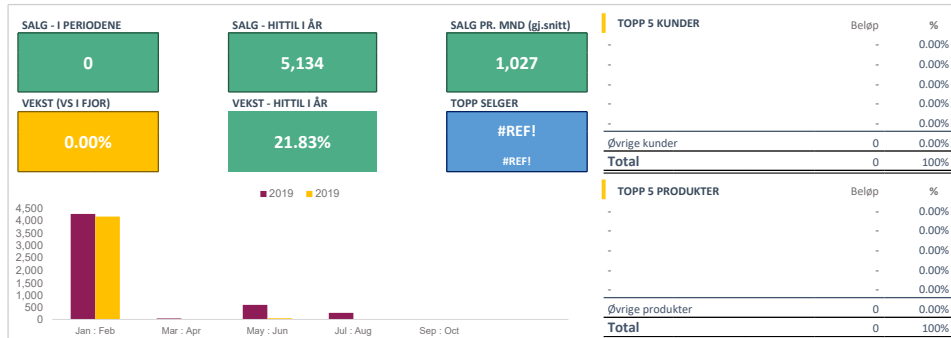 SALG - I PERIODENE
SALG - HITTIL I ÅR
SALG PR. MND (gj.snitt)
0
5,134
1,027
VEKST (VS I FJOR)
VEKST - HITTIL I ÅR
TOPP SELGER
0.00%
21.83%
#REF!
#REF!
2019 2019
4,500
4,000
3,500
3,000
2,500
2,000
1,500
1,000
500
0
Jan : Feb Mar : Apr May : Jun Jul : Aug Sep : Oct
TOPP 5 KUNDER Beløp %
- - 0.00%
- - 0.00%
- - 0.00%
- - 0.00%
- - 0.00%
Øvrige kunder 0 0.00%
Total 0 100%
TOPP 5 PRODUKTER Beløp %
- - 0.00%
- - 0.00%
- - 0.00%
- - 0.00%
- - 0.00%
Øvrige produkter 0 0.00%
Total 0 100%